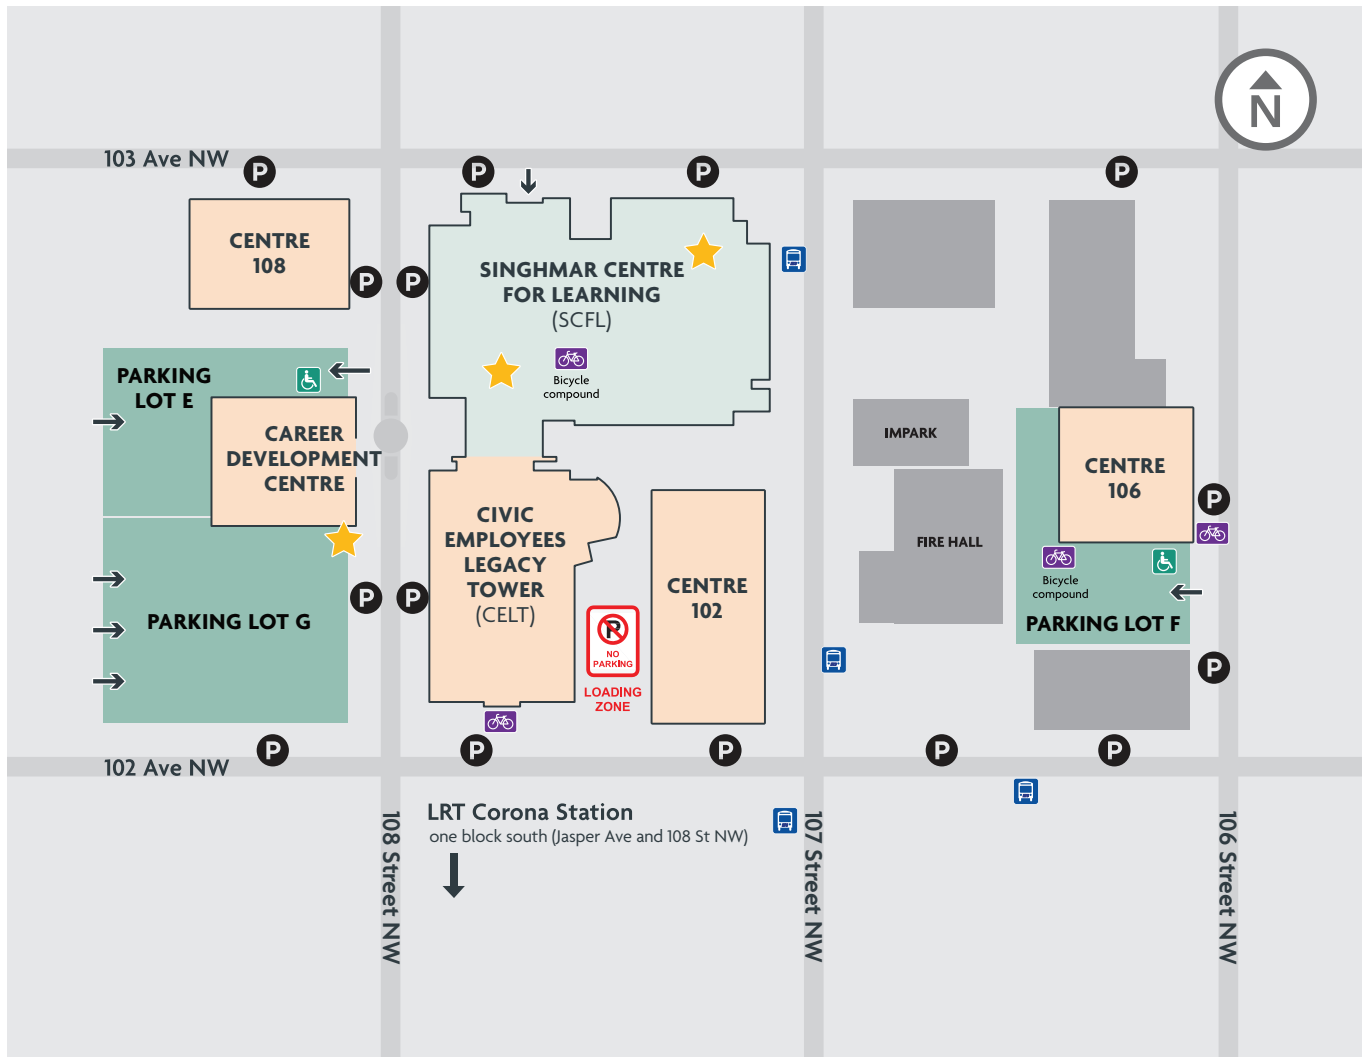 N
103 Ave NW
P
P
P
P
CENTRE
108
P
P
SINGHMAR CENTRE
FOR LEARNING
(SCFL)
Bicycle
compound
PARKING
LOT E
CAREER
DEVELOPMENT
CENTRE
IMPARK
CENTRE
106
P
CIVIC
EMPLOYEES
LEGACY
TOWER
(CELT)
FIRE HALL
Bicycle
compound
PARKING LOT F
CENTRE
102
P
P
PARKING LOT G
P
NO
PARKING
LOADING
ZONE
P
P
P
P
P
P
102 Ave NW
LRT Corona Station
one block south (Jasper Ave and 108 St NW)
108 Street NW
107 Street NW
106 Street NW